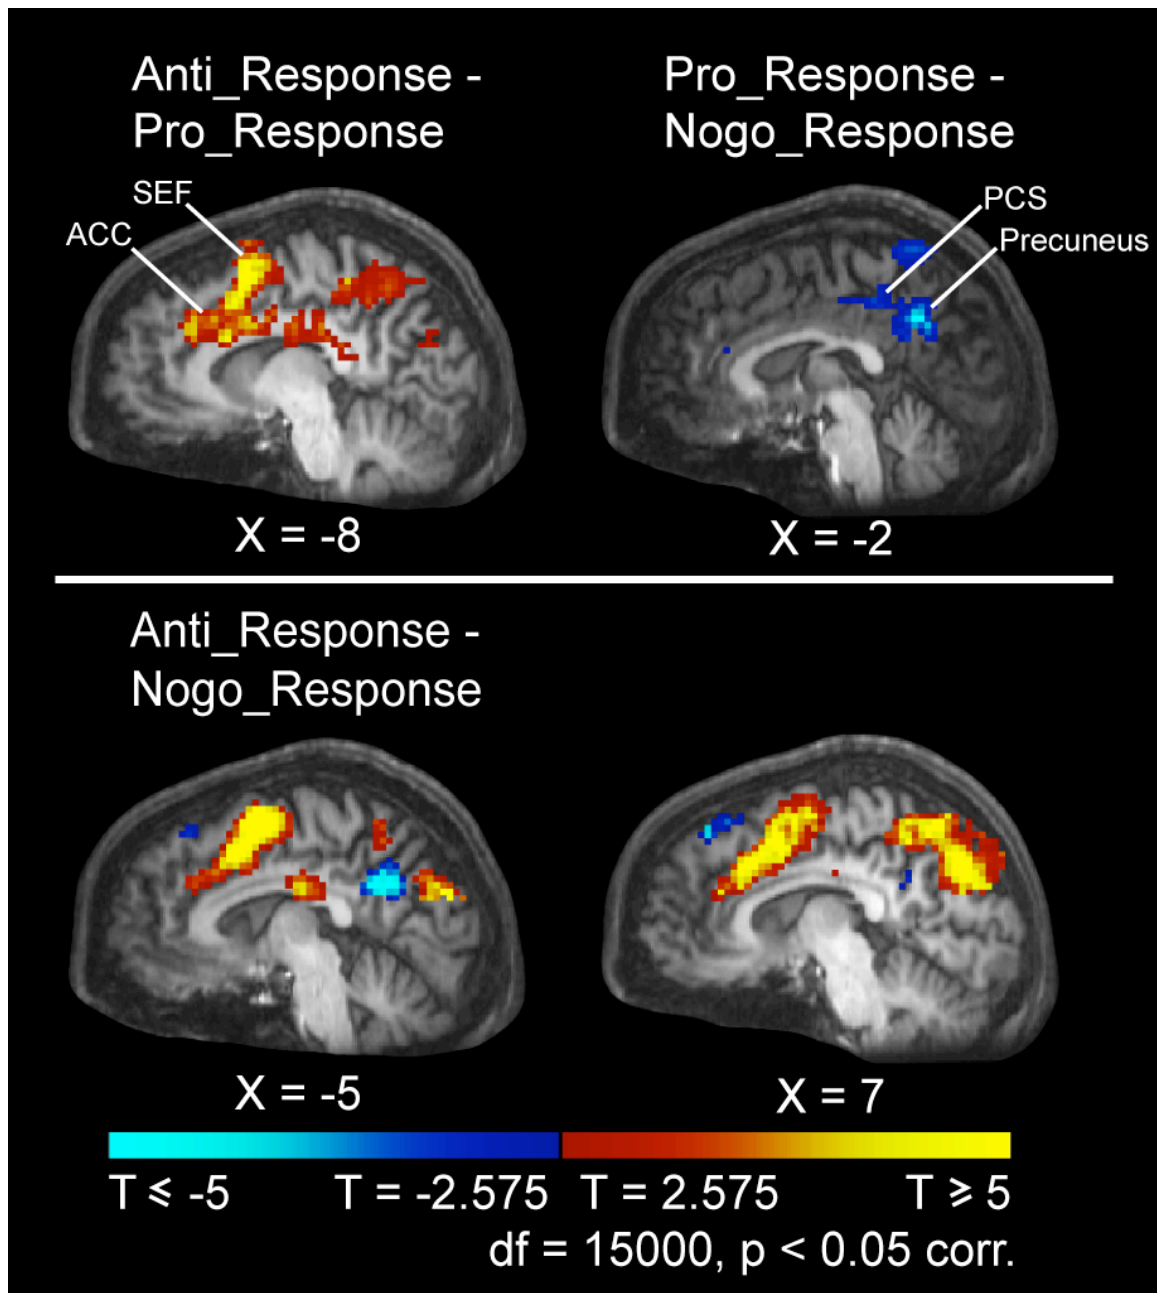 Anti_Response -
Pro_Response
Pro_Response -
Nogo_Response
SEF
ACC
PCS
Precuneus
X = -8
X = -2
Anti_Response -
Nogo_Response
X = -5
X = 7
T ⩽ -5
T = -2.575
T = 2.575
T ⩾ 5
df = 15000, p < 0.05 corr.